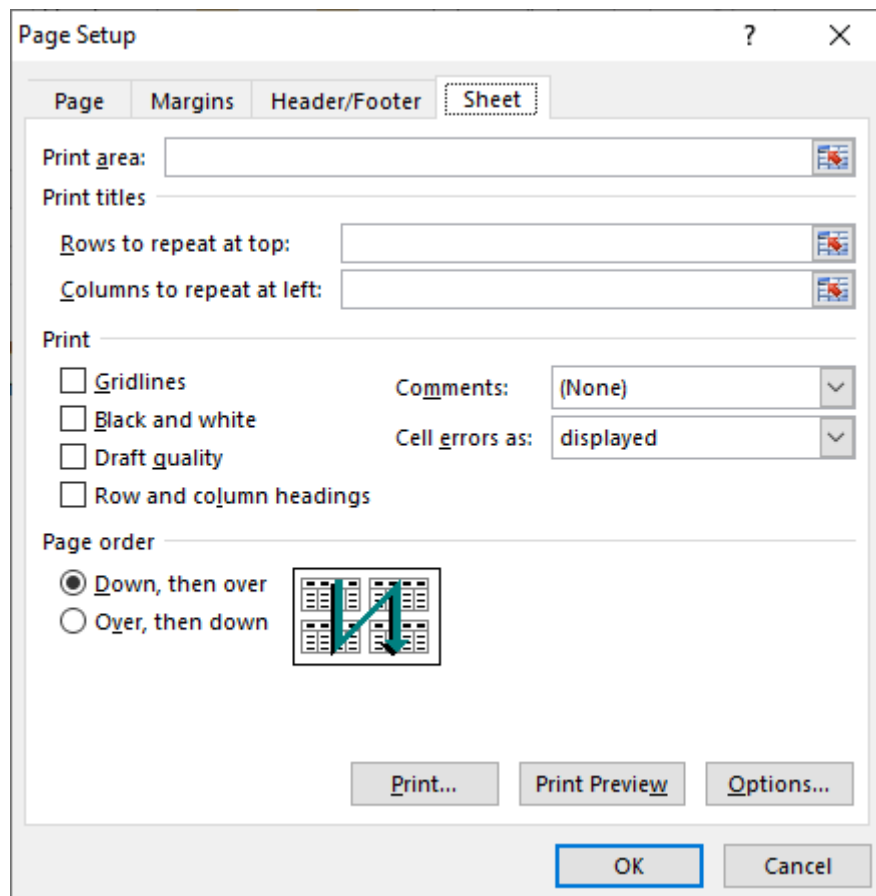 Page Setup ?
Page Margins Header/Footer Sheet
Print area:
Print titles
Rows to repeat at top:
Columns to repeat at left:
Print
Gridlines
Comments: (None)
Black and white
Cell errors as: displayed
Draft quality
Row and column headings
Page order
Down, then over
Over, then down
Print... Print Preview Options...
OK Cancel